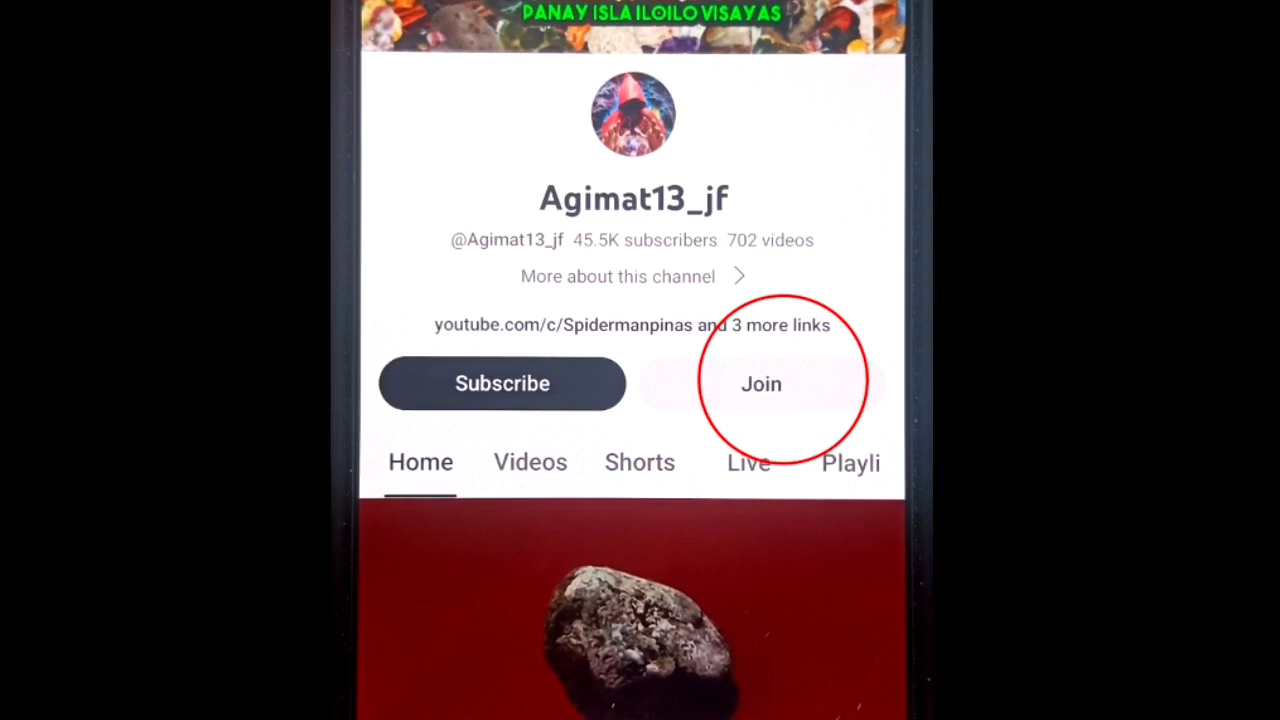 PANAY ISLA ILOILO VISAYAS
Agimat13_jf
@Agimat13_jf 45.5K subscribers 702 videos
More about this channel
youtube.com/c/Spidermanpinas and 3 more links
Subscribe Join
Home Videos Shorts Live Playli